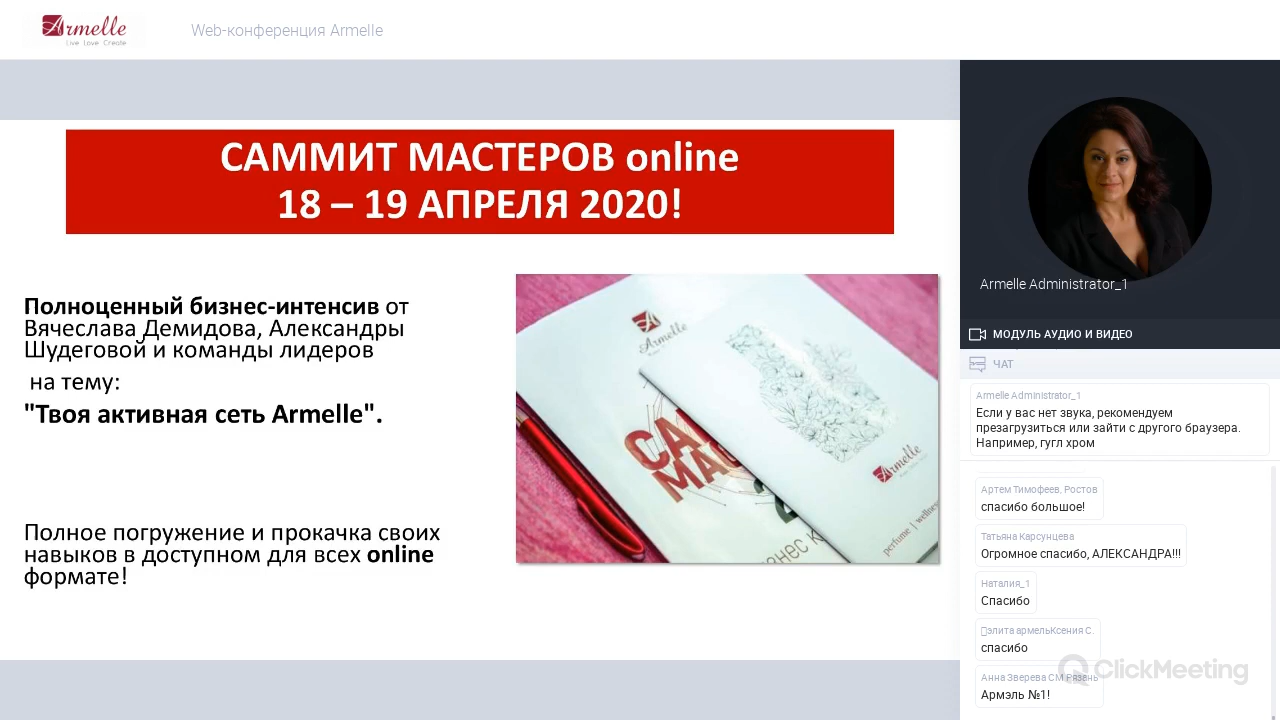 Armelle
Live Love Create
Web-конференция Armelle
САММИТ МАСТЕРОВ online
18 – 19 АПРЕЛЯ 2020!
Полноценный бизнес-интенсив от
Вячеслава Демидова, Александры
Шудеговой и команды лидеров
на тему:
"Твоя активная сеть Armelle".
Полное погружение и прокачка своих
навыков в доступном для всех online
формате!
Armelle
Armelle
perfume | wellness
Armelle Administrator_1
МОДУЛЬ АУДИО И ВИДЕО
ЧАТ
Armelle Administrator_1
Если у вас нет звука, рекомендуем
презагрузиться или зайти с другого браузера.
Например, гугл хром
Артем Тимофеев, Ростов
спасибо большое!
Татьяна Карсунцева
Огромное спасибо, АЛЕКСАНДРА!!!
Наталия_1
Спасибо
элита армельКсения С.
спасибо
Анна Зверева СМ Рязань
Армэль №1!
ClickMeeting